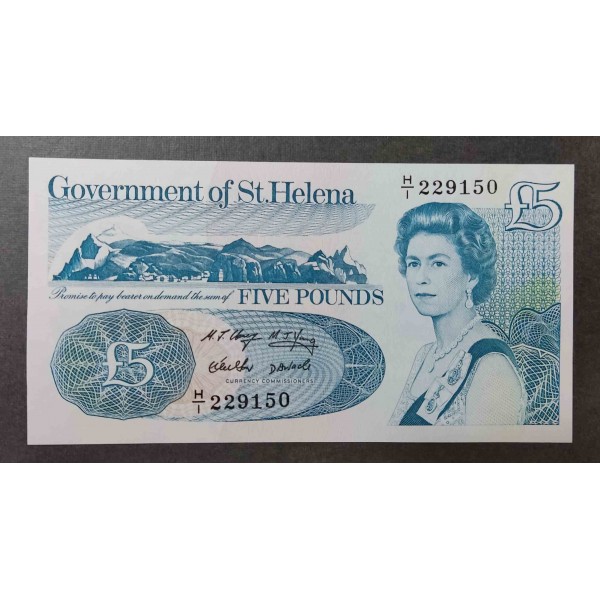 Government of St.Helena
H/1 229150
£5
Promise to pay bearer on demand the sum of FIVE POUNDS
£5
CURRENCY COMMISSIONERS
H/1 229150